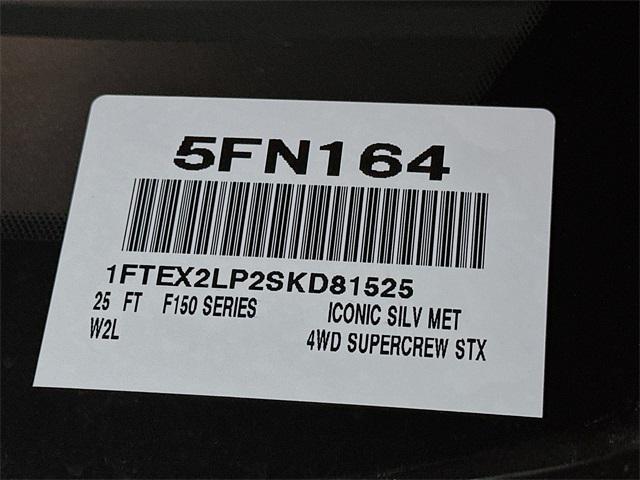 5FN164
1FTEX2LP2SKD81525
25 FT F150 SERIES ICONIC SILV MET
W2L 4WD SUPERCREW STX